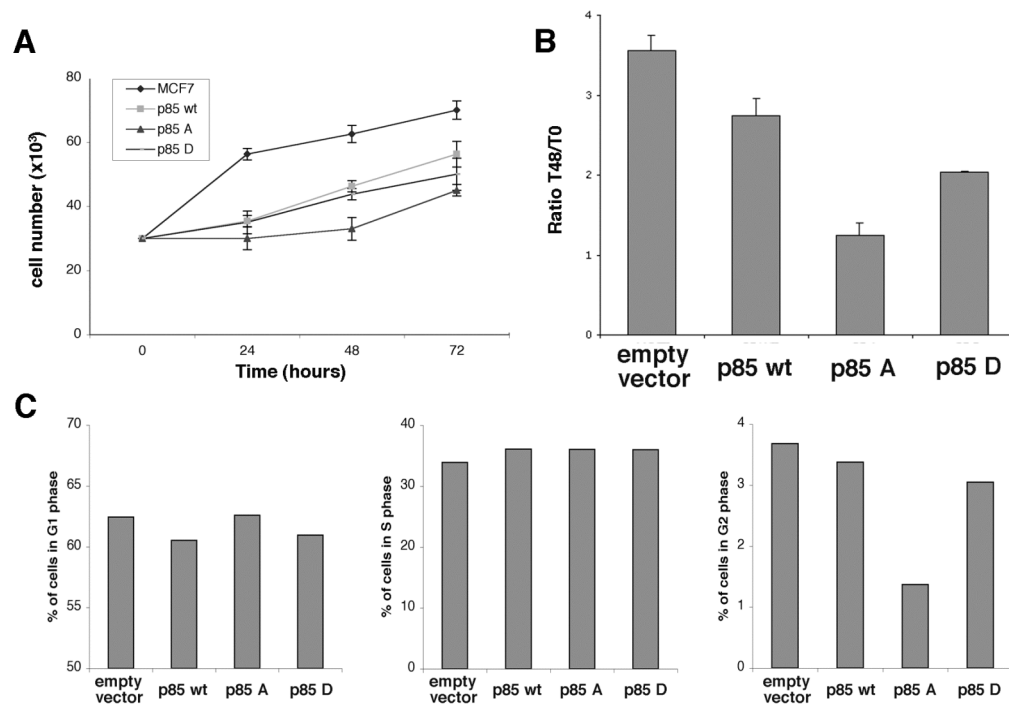 A
cell number (x10³)
80
60
40
20
0
MCF7
p85 wt
p85 A
p85 D
0 24 48 72
Time (hours)
B
Ratio T48/T0
4
3
2
1
0
empty vector p85 wt p85 A p85 D
C
% of cells in G1 phase
70
65
60
55
50
empty vector p85 wt p85 A p85 D
% of cells in S phase
40
30
20
10
0
empty vector p85 wt p85 A p85 D
% of cells in G2 phase
4
3
2
1
0
empty vector p85 wt p85 A p85 D